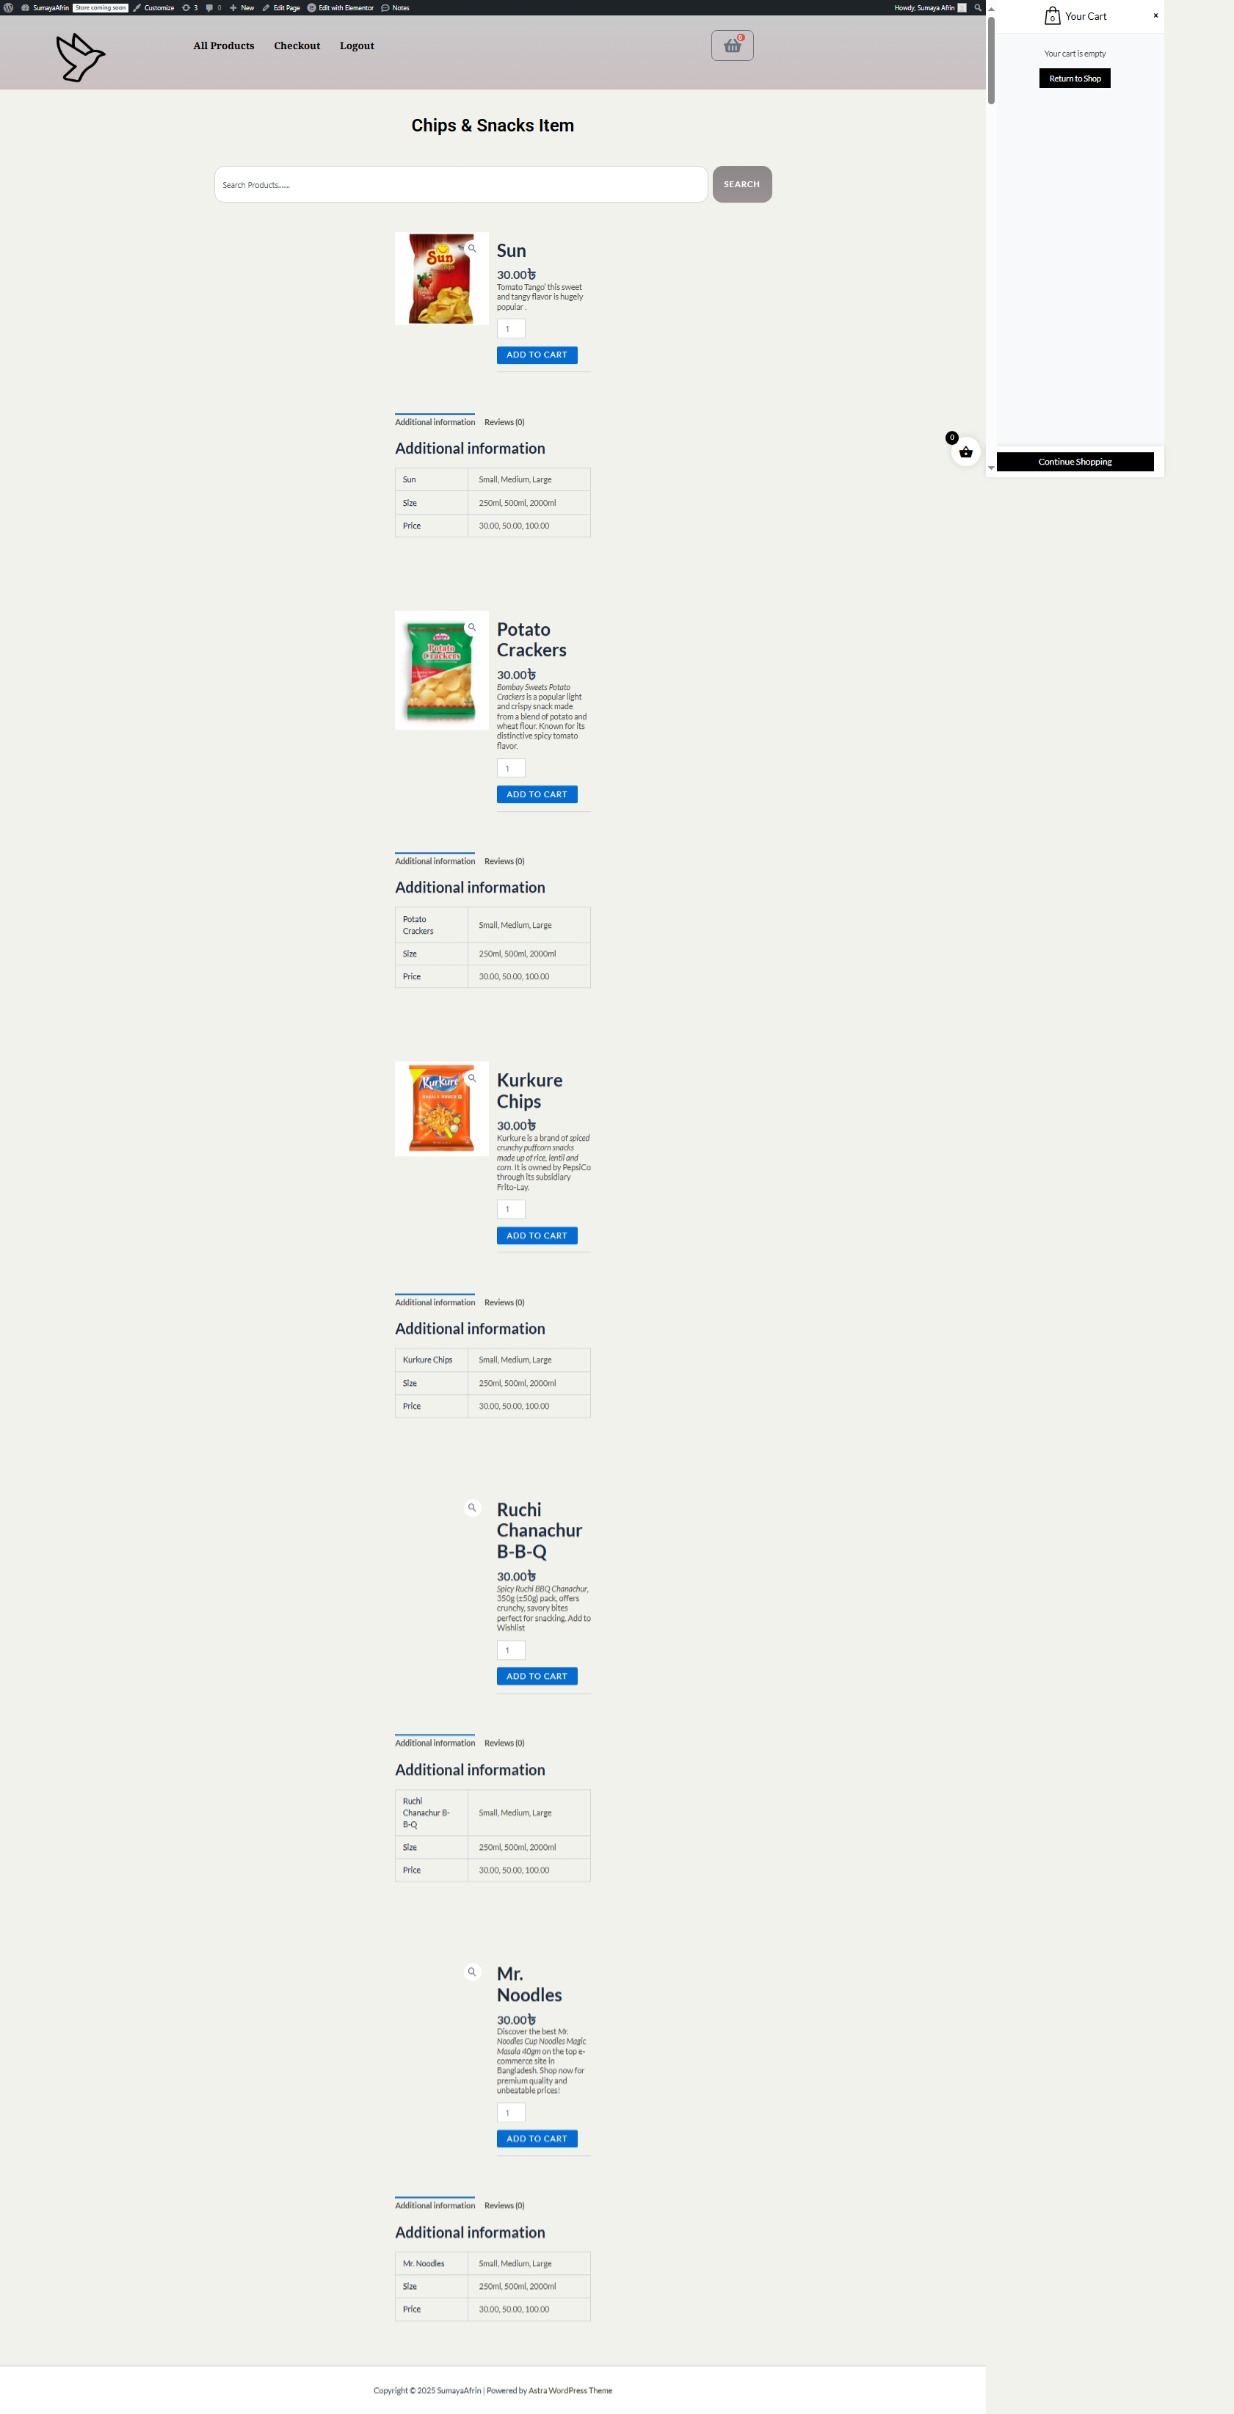 SumayaAfrin Store coming soon Customize 3 0 New Edit Page Edit with Elementor Notes Howdy, Sumaya Afrin
Your Cart
0
All Products Checkout Logout
0
Your cart is empty
Return to Shop
Chips & Snacks Item
Search Products......
SEARCH
Sun
Sun
30.00৳
Tomato Tango' this sweet
and tangy flavor is hugely
popular .
1
ADD TO CART
Additional information Reviews (0)
Additional information
Sun Small, Medium, Large
Size 250ml, 500ml, 2000ml
Price 30.00, 50.00, 100.00
0
Continue Shopping
Potato
Crackers
Potato
Crackers
30.00৳
Bombay Sweets Potato
Crackers is a popular light
and crispy snack made
from a blend of potato and
wheat flour. Known for its
distinctive spicy tomato
flavor.
1
ADD TO CART
Additional information Reviews (0)
Additional information
Potato
Crackers Small, Medium, Large
Size 250ml, 500ml, 2000ml
Price 30.00, 50.00, 100.00
Kurkure
MASALA MUNCH
Kurkure
Chips
30.00৳
Kurkure is a brand of spiced
crunchy puffcorn snacks
made up of rice, lentil and
corn. It is owned by PepsiCo
through its subsidiary
Frito-Lay.
1
ADD TO CART
Additional information Reviews (0)
Additional information
Kurkure Chips Small, Medium, Large
Size 250ml, 500ml, 2000ml
Price 30.00, 50.00, 100.00
Ruchi
Chanachur
B-B-Q
30.00৳
Spicy Ruchi BBQ Chanachur,
350g (±50g) pack, offers
crunchy, savory bites
perfect for snacking. Add to
Wishlist
1
ADD TO CART
Additional information Reviews (0)
Additional information
Ruchi
Chanachur B-
B-Q Small, Medium, Large
Size 250ml, 500ml, 2000ml
Price 30.00, 50.00, 100.00
Mr.
Noodles
30.00৳
Discover the best Mr.
Noodles Cup Noodles Magic
Masala 40gm on the top e-
commerce site in
Bangladesh. Shop now for
premium quality and
unbeatable prices!
1
ADD TO CART
Additional information Reviews (0)
Additional information
Mr. Noodles Small, Medium, Large
Size 250ml, 500ml, 2000ml
Price 30.00, 50.00, 100.00
Copyright © 2025 SumayaAfrin | Powered by Astra WordPress Theme